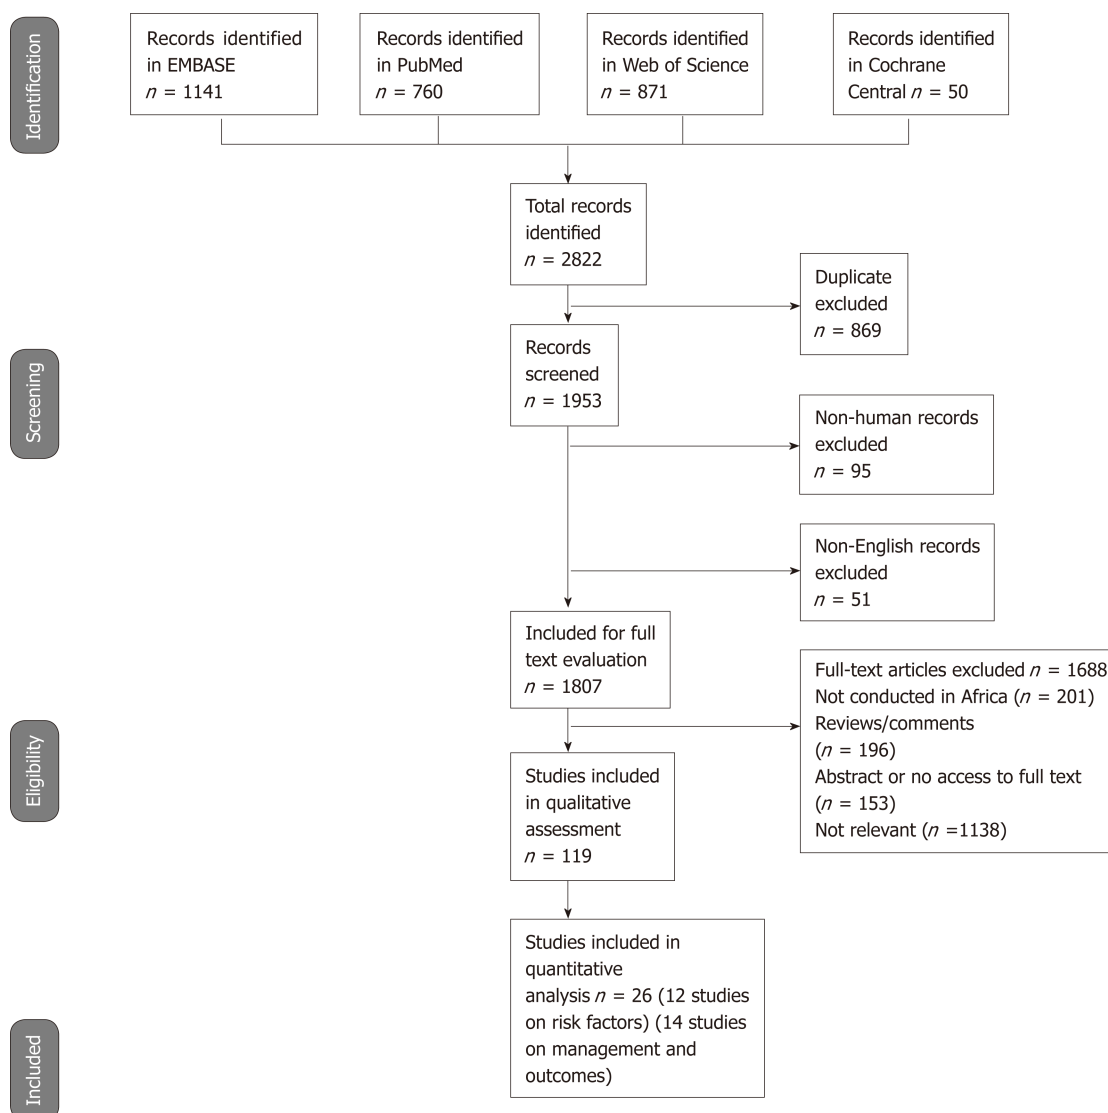 Identification
Records identified
in EMBASE
n = 1141
Records identified
in PubMed
n = 760
Records identified
in Web of Science
n = 871
Records identified
in Cochrane
Central n = 50
Total records
identified
n = 2822
Duplicate
excluded
n = 869
Screening
Records
screened
n = 1953
Non-human records
excluded
n = 95
Non-English records
excluded
n = 51
Included for full
text evaluation
n = 1807
Full-text articles excluded n = 1688
Not conducted in Africa (n = 201)
Reviews/comments
(n = 196)
Abstract or no access to full text
(n = 153)
Not relevant (n =1138)
Eligibility
Studies included
in qualitative
assessment
n = 119
Studies included in
quantitative
analysis n = 26 (12 studies
on risk factors) (14 studies
on management and
outcomes)
Included